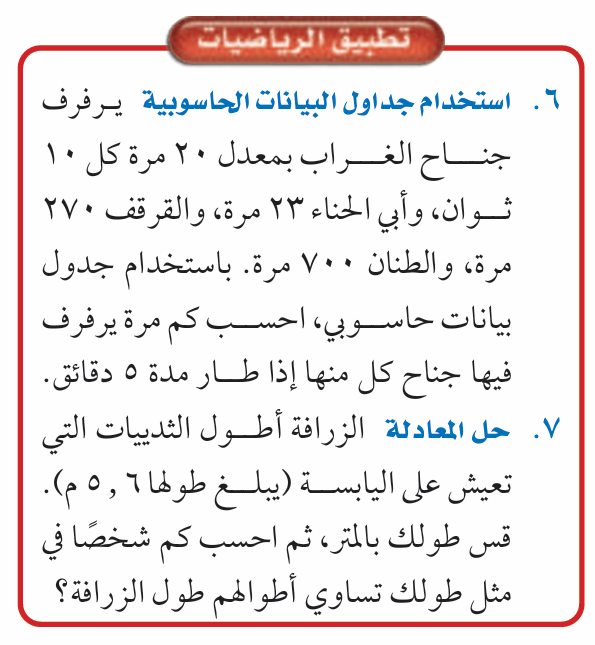 تطبيق الرياضيات
٦. استخدام جداول البيانات الحاسوبية يرفرف
جناح الغراب بمعدل ٢٠ مرة كل ١٠
ثوان، وأبي الحناء ٢٣ مرة، والقرقف ٢٧٠
مرة، والطنان ٧٠٠ مرة. باستخدام جدول
بيانات حاسوبي، احسب كم مرة يرفرف
فيها جناح كل منها إذا طار مدة ٥ دقائق.
٧. حل المعادلة الزرافة أطول الثدييات التي
تعيش على اليابسة (يبلغ طولها ٥,٦ م).
قس طولك بالمتر، ثم احسب كم شخصًا في
مثل طولك تساوي أطوالهم طول الزرافة؟